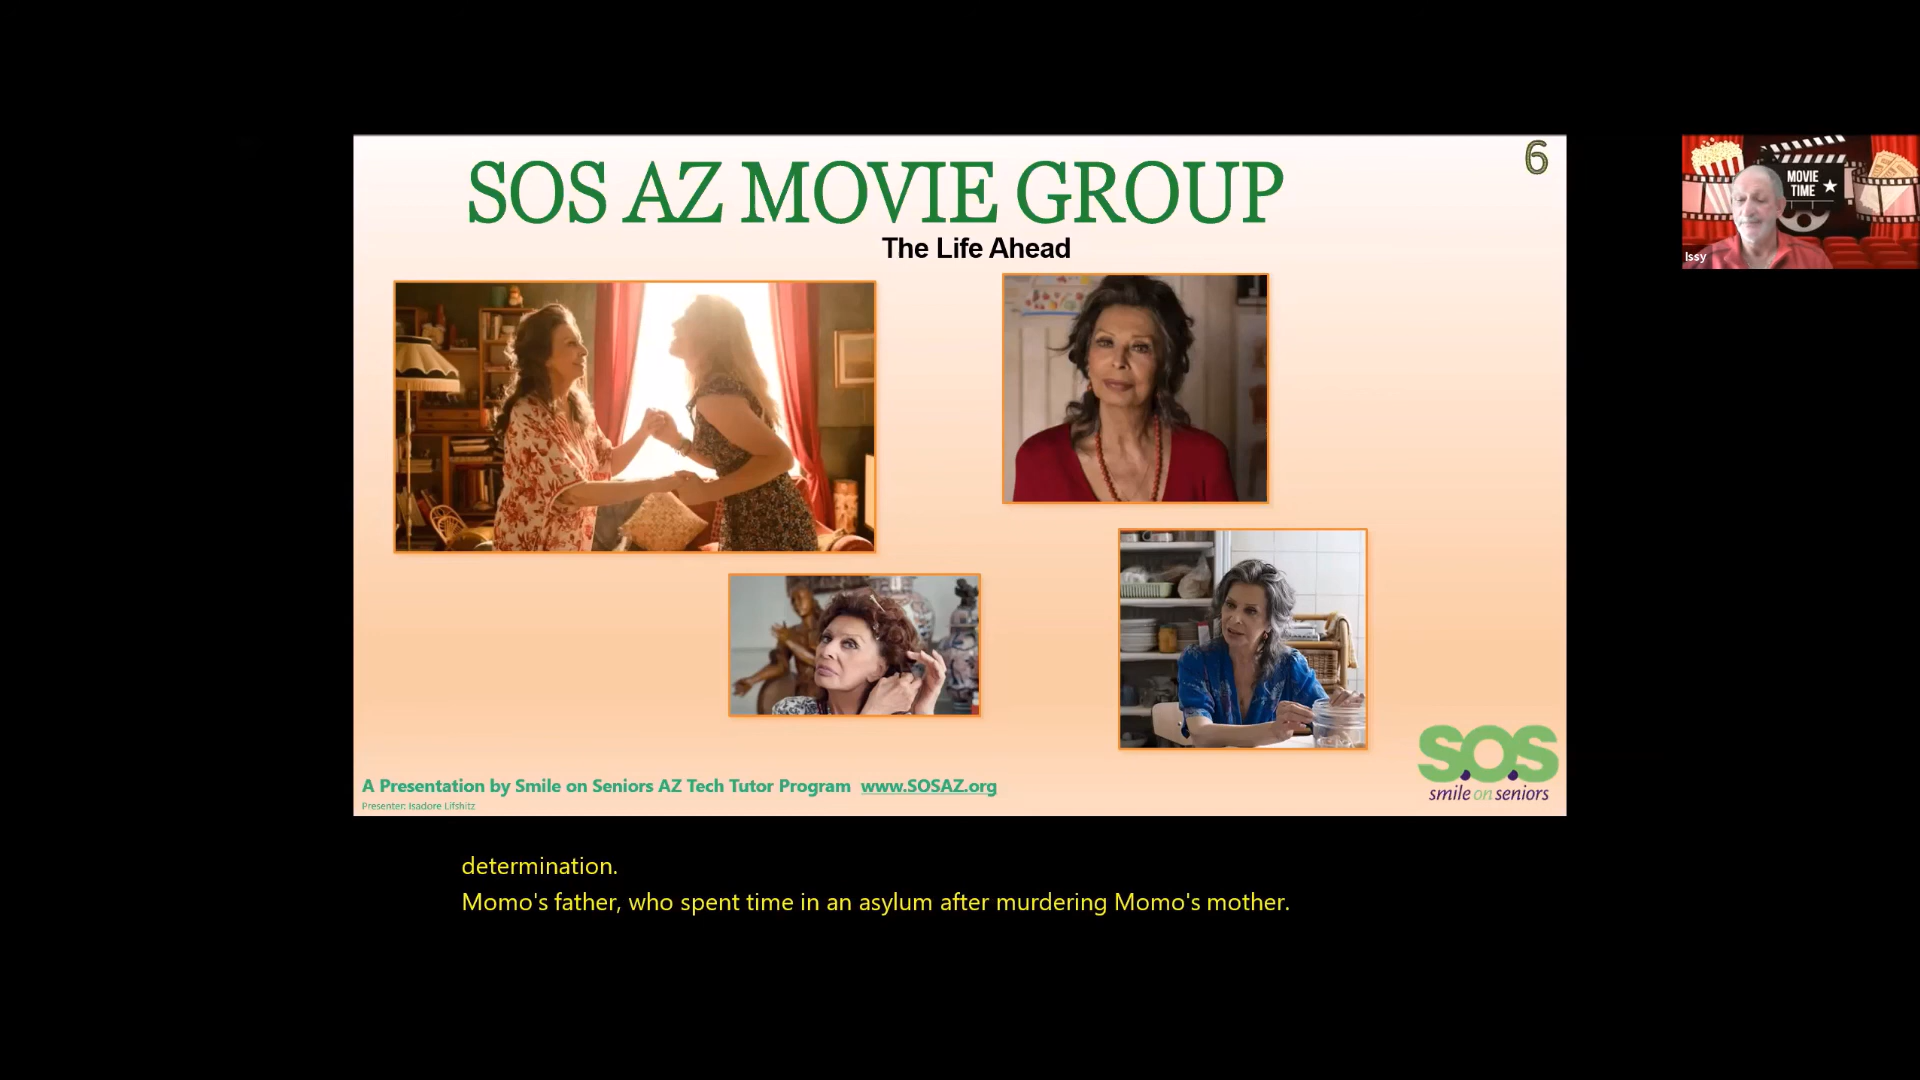 SOS AZ MOVIE GROUP
6
The Life Ahead
MOVIE
TIME
Issy
A Presentation by Smile on Seniors AZ Tech Tutor Program www.SOSAZ.org
Presenter: Isadore Lifshitz
S.O.S
smile on seniors
determination.
Momo's father, who spent time in an asylum after murdering Momo's mother.